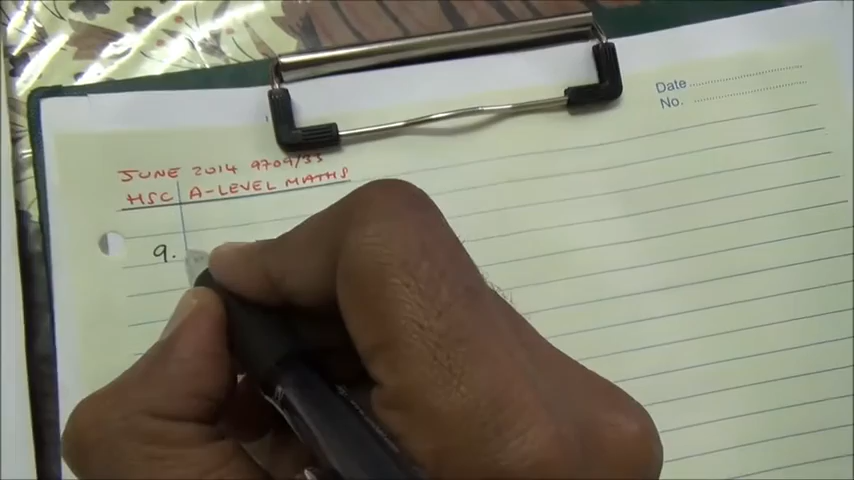 Date
No.
JUNE 2014 9709/33
HSC A-LEVEL MATHS
9.